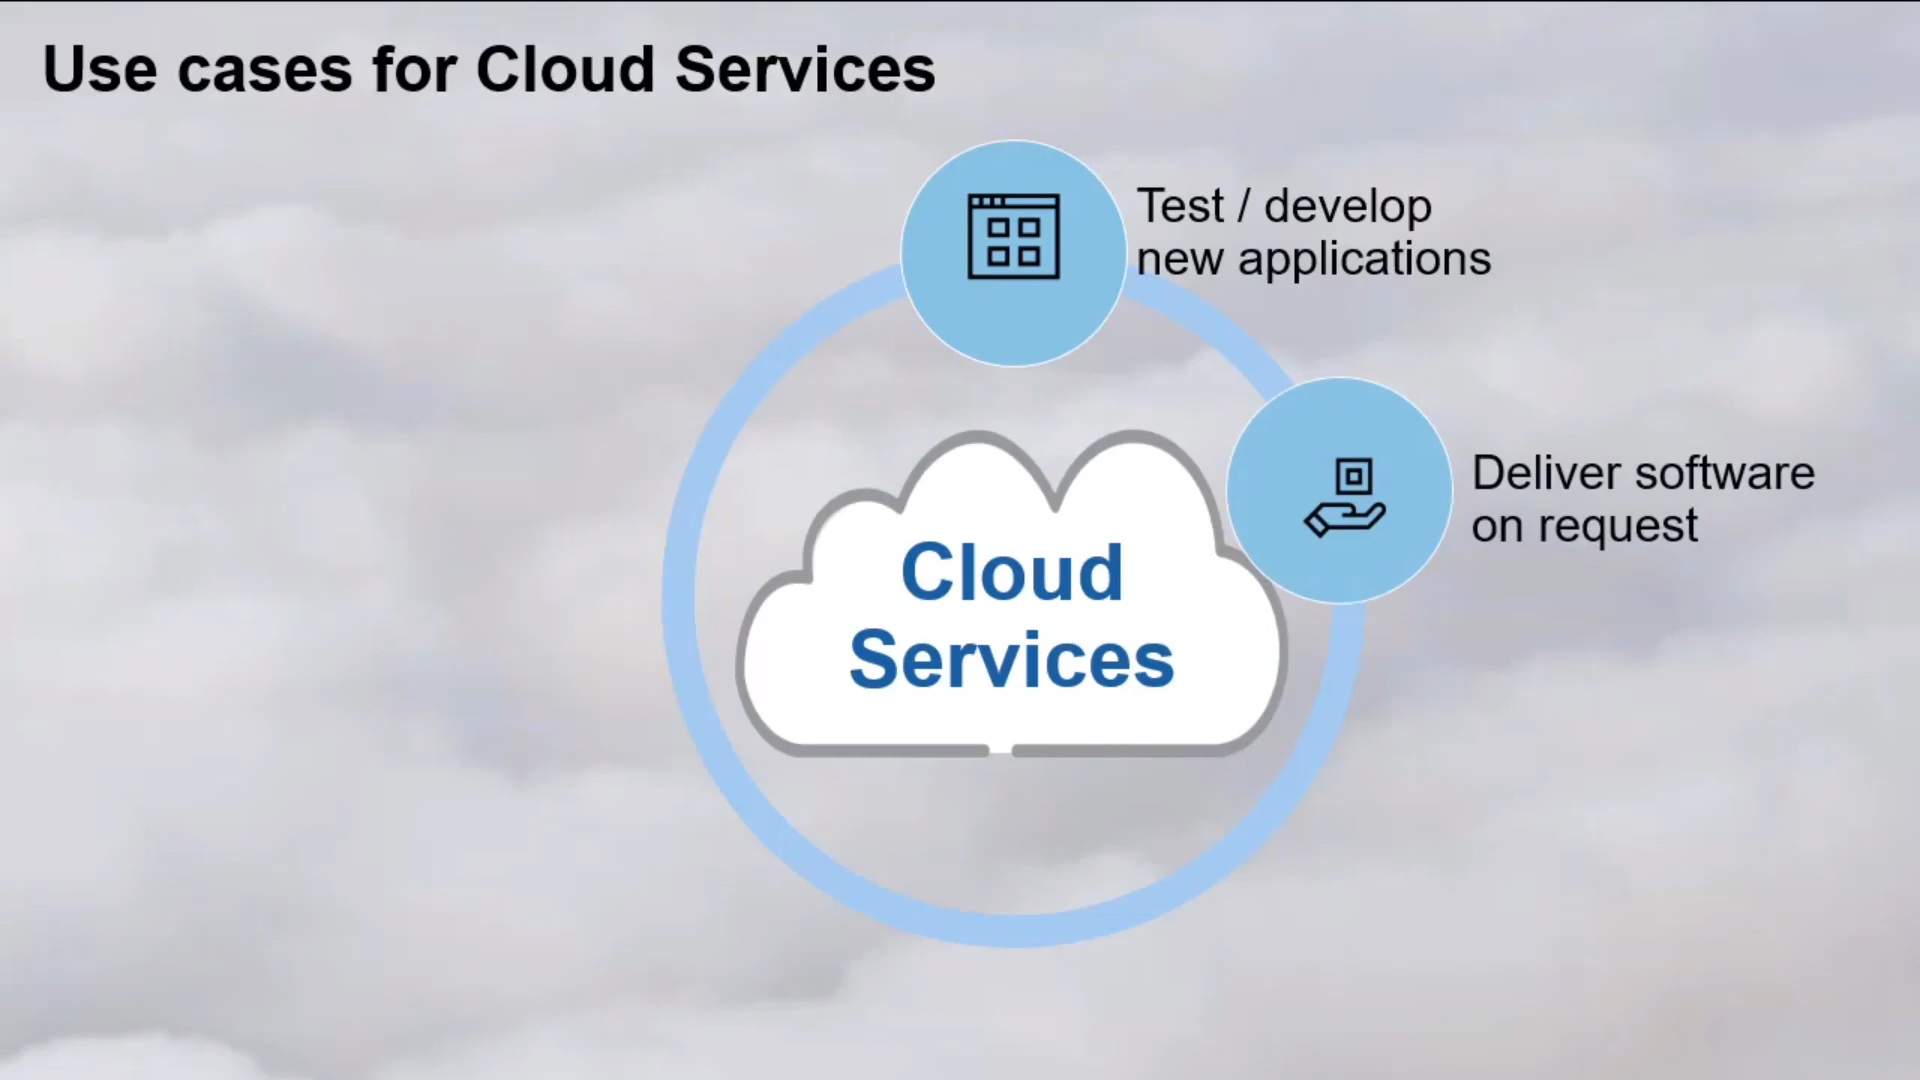 Use cases for Cloud Services
Test / develop
new applications
Deliver software
on request
Cloud
Services